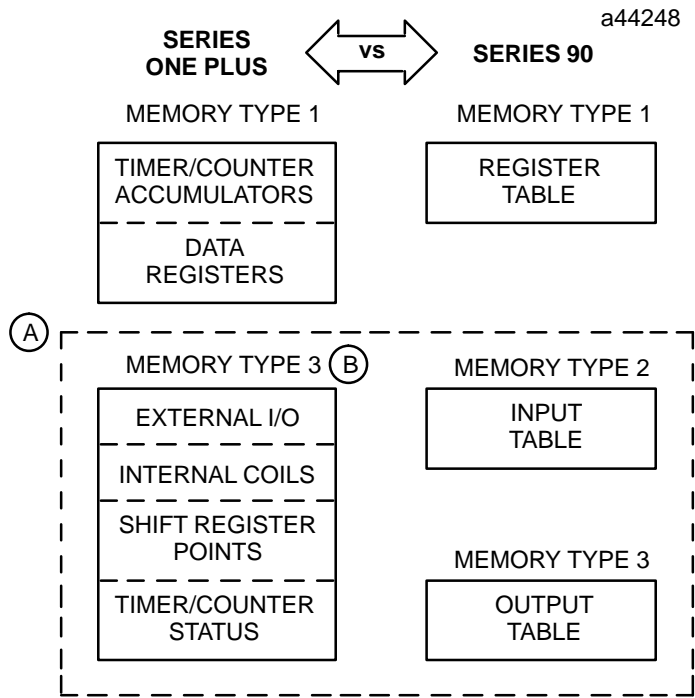 a44248
SERIES
ONE PLUS
vs
SERIES 90
MEMORY TYPE 1
TIMER/COUNTER
ACCUMULATORS
DATA
REGISTERS
MEMORY TYPE 1
REGISTER
TABLE
A
MEMORY TYPE 3
B
EXTERNAL I/O
INTERNAL COILS
SHIFT REGISTER
POINTS
TIMER/COUNTER
STATUS
MEMORY TYPE 2
INPUT
TABLE
MEMORY TYPE 3
OUTPUT
TABLE